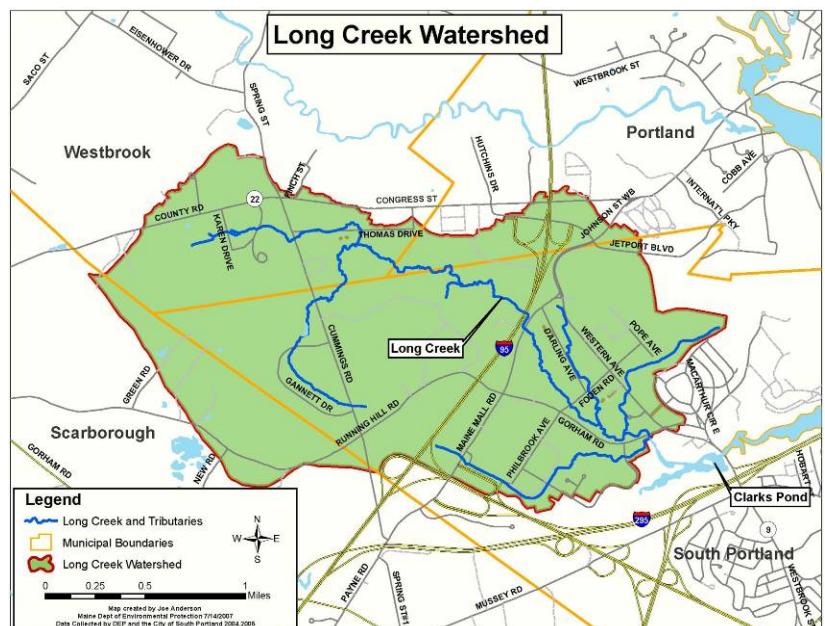 Long Creek Watershed
EISENHOWER DR
SACO ST
SPRING ST
WESTBROOK ST
Portland
Westbrook
HUTCHINS DR
COBB AVE
INTERNATL PKY
COUNTY RD
22
CONGRESS ST
JOHNSON ST WB
KAREN DRIVE
THOMAS DRIVE
JETPORT BLVD
Long Creek
95
CUMMINGS RD
DARLING AVE
WESTERN AVE
POPE AVE
GREEN RD
GANNETT DR
FODEN RD
MACARTHUR CIR E
RUNNING HILL RD
MAINE MALL RD
PHILBROOK AVE
GORHAM RD
Scarborough
GORHAM RD
NEW RD
HOBART
Clarks Pond
295
9
South Portland
WESTBROOK ST
PAYNE RD
SPRING ST#1
MUSSEY RD
Legend
Long Creek and Tributaries
Municipal Boundaries
Long Creek Watershed
N
W E
S
0 0.25 0.5 1
Miles
Map created by Joe Anderson
Maine Dept of Environmental Protection 7/14/2007
Data Collected by DEP and the City of South Portland 2004,2006